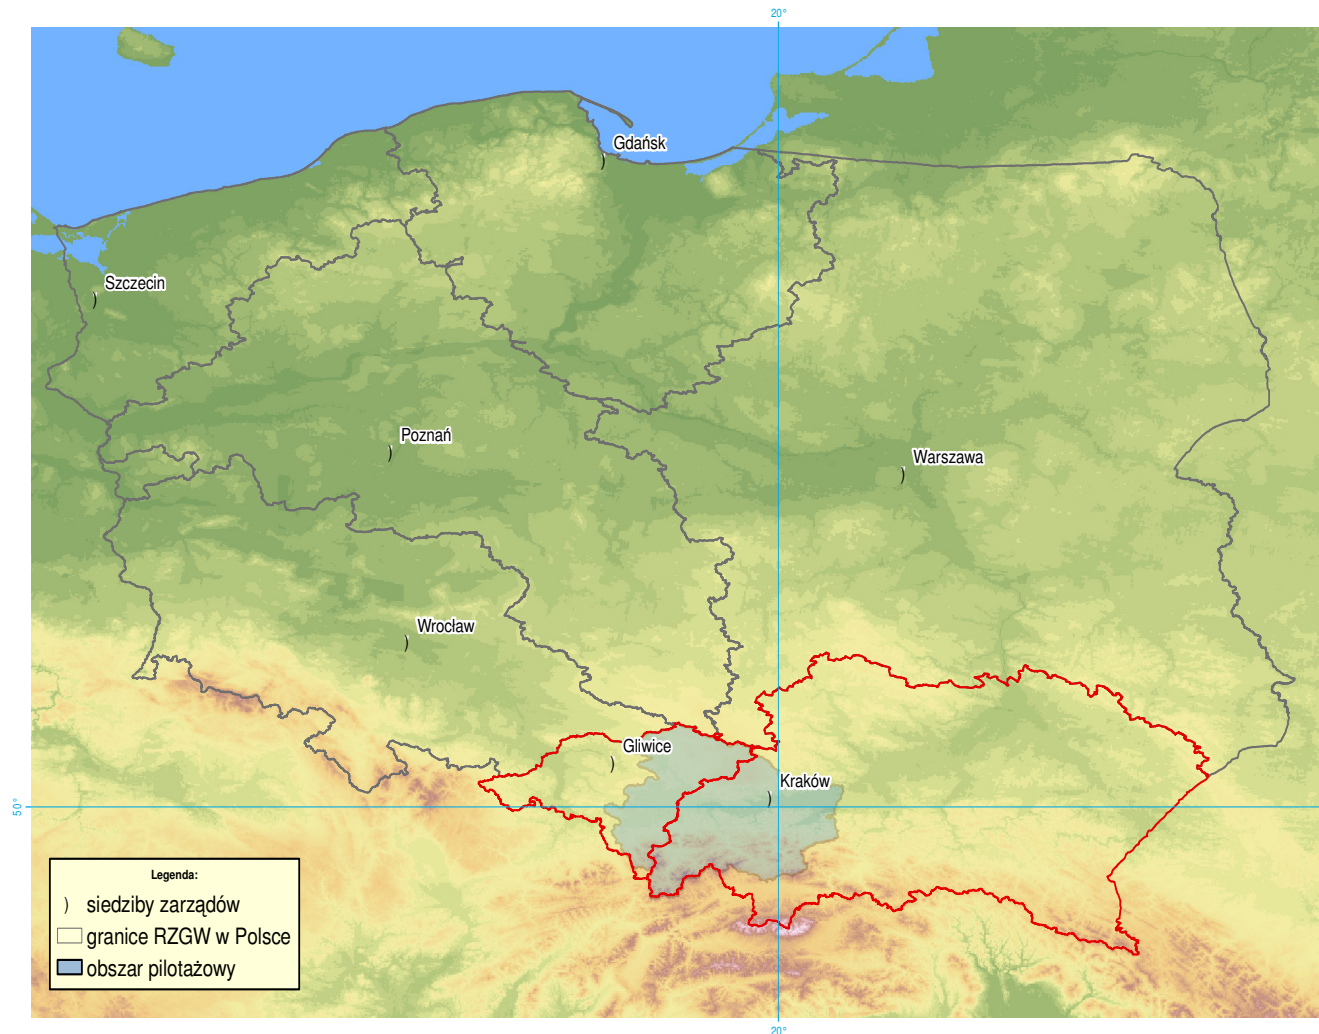 20°
Gdańsk
Szczecin
Poznań
Warszawa
Wrocław
Gliwice
Kraków
50°
Legenda:
siedziby zarządów
granice RZGW w Polsce
obszar pilotażowy
20°